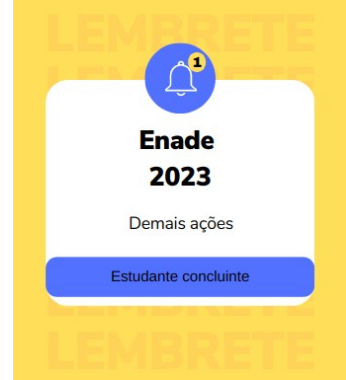 LEMBRETE
LEMBRETE
1
Enade
2023
Demais ações
Estudante concluinte
LEMBRETE
LEMBRETE